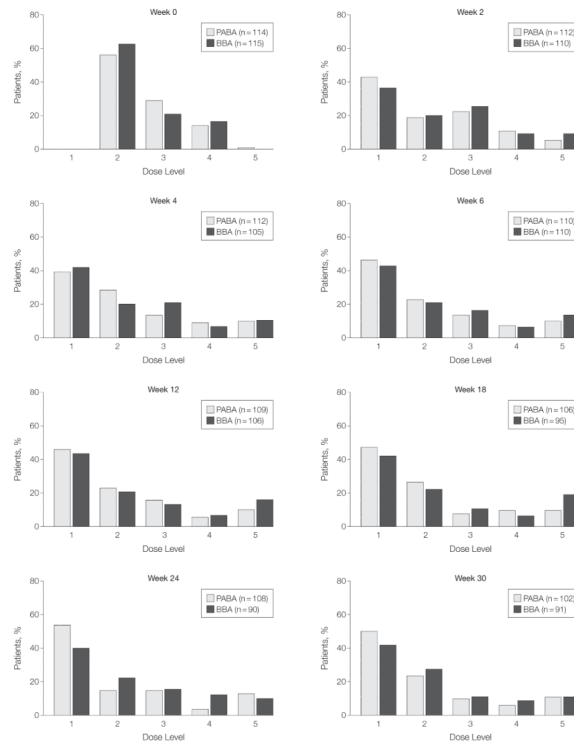 Week 0
80
60
40
20
0
Patients, %
PABA (n = 114)
BBA (n = 115)
1 2 3 4 5
Dose Level
Week 2
80
60
40
20
0
Patients, %
PABA (n = 112)
BBA (n = 110)
1 2 3 4 5
Dose Level
Week 4
80
60
40
20
0
Patients, %
PABA (n = 112)
BBA (n = 105)
1 2 3 4 5
Dose Level
Week 6
80
60
40
20
0
Patients, %
PABA (n = 110)
BBA (n = 110)
1 2 3 4 5
Dose Level
Week 12
80
60
40
20
0
Patients, %
PABA (n = 109)
BBA (n = 106)
1 2 3 4 5
Dose Level
Week 18
80
60
40
20
0
Patients, %
PABA (n = 106)
BBA (n = 95)
1 2 3 4 5
Dose Level
Week 24
80
60
40
20
0
Patients, %
PABA (n = 108)
BBA (n = 90)
1 2 3 4 5
Dose Level
Week 30
80
60
40
20
0
Patients, %
PABA (n = 102)
BBA (n = 91)
1 2 3 4 5
Dose Level